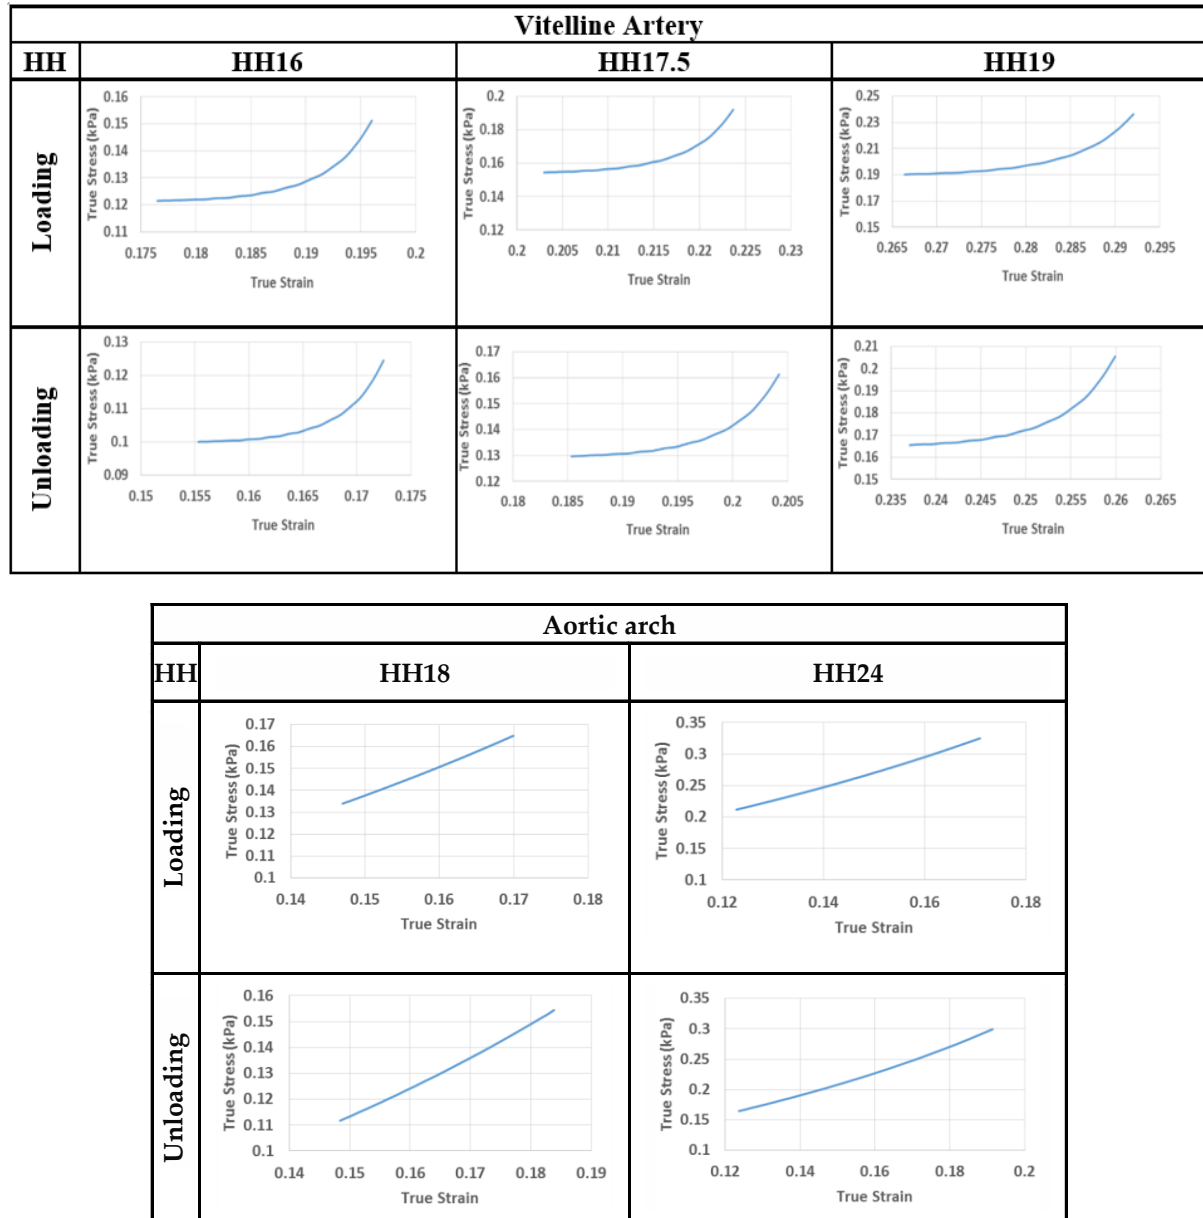 Vitelline Artery
HH HH16 HH17.5 HH19
Loading
True Stress (kPa)
0.16
0.15
0.14
0.13
0.12
0.11
0.175 0.18 0.185 0.19 0.195 0.2
True Strain
True Stress (kPa)
0.2
0.18
0.16
0.14
0.12
0.2 0.205 0.21 0.215 0.22 0.225 0.23
True Strain
True Stress (kPa)
0.25
0.23
0.21
0.19
0.17
0.15
0.265 0.27 0.275 0.28 0.285 0.29 0.295
True Strain
Unloading
True Stress (kPa)
0.13
0.12
0.11
0.1
0.09
0.15 0.155 0.16 0.165 0.17 0.175
True Strain
True Stress (kPa)
0.17
0.16
0.15
0.14
0.13
0.12
0.18 0.185 0.19 0.195 0.2 0.205
True Strain
True Stress (kPa)
0.21
0.2
0.19
0.18
0.17
0.16
0.15
0.235 0.24 0.245 0.25 0.255 0.26 0.265
True Strain
Aortic arch
HH HH18 HH24
Loading
True Stress (kPa)
0.17
0.16
0.15
0.14
0.13
0.12
0.11
0.1
0.14 0.15 0.16 0.17 0.18
True Strain
True Stress (kPa)
0.35
0.3
0.25
0.2
0.15
0.1
0.12 0.14 0.16 0.18
True Strain
Unloading
True Stress (kPa)
0.16
0.15
0.14
0.13
0.12
0.11
0.1
0.14 0.15 0.16 0.17 0.18 0.19
True Strain
True Stress (kPa)
0.35
0.3
0.25
0.2
0.15
0.1
0.12 0.14 0.16 0.18 0.2
True Strain